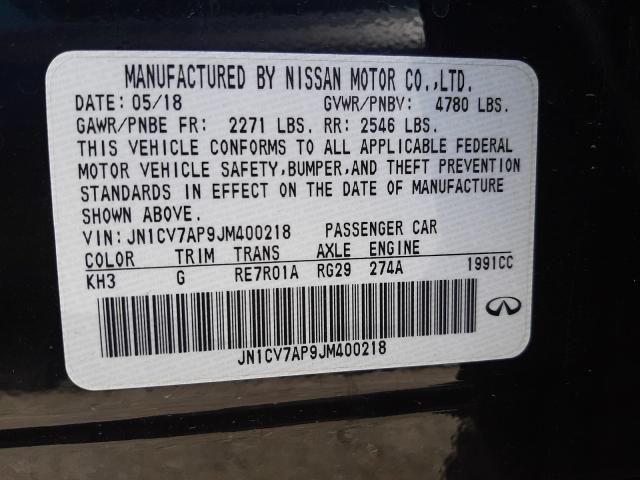 MANUFACTURED BY NISSAN MOTOR CO.,LTD.
DATE: 05/18 GVWR/PNBV: 4780 LBS.
GAWR/PNBE FR: 2271 LBS. RR: 2546 LBS.
THIS VEHICLE CONFORMS TO ALL APPLICABLE FEDERAL
MOTOR VEHICLE SAFETY,BUMPER,AND THEFT PREVENTION
STANDARDS IN EFFECT ON THE DATE OF MANUFACTURE
SHOWN ABOVE.
VIN: JN1CV7AP9JM400218 PASSENGER CAR
COLOR TRIM TRANS AXLE ENGINE
KH3 G RE7R01A RG29 274A 1991CC
JN1CV7AP9JM400218